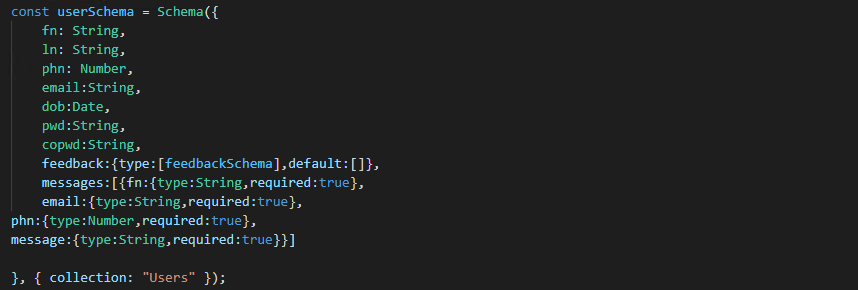 const userSchema = Schema({
    fn: String,
    ln: String,
    phn: Number,
    email:String,
    dob:Date,
    pwd:String,
    copwd:String,
    feedback:{type:[feedbackSchema],default:[]},
    messages:[{fn:{type:String,required:true},
    email:{type:String,required:true},
phn:{type:Number,required:true},
message:{type:String,required:true}}]
}, { collection: "Users" });